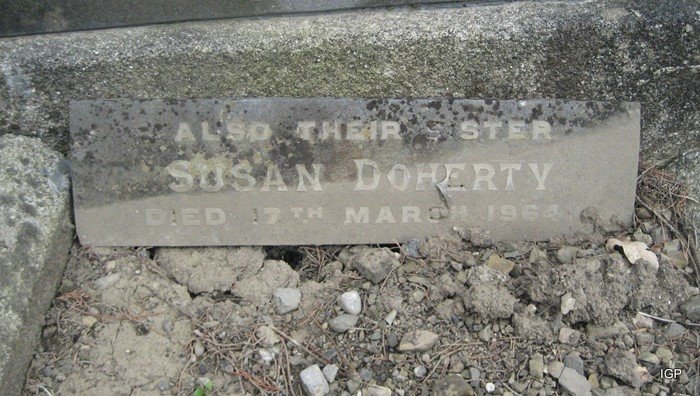 ALSO THEIR SISTER
SUSAN DOHERTY
DIED 17TH MARCH 1964
IGP